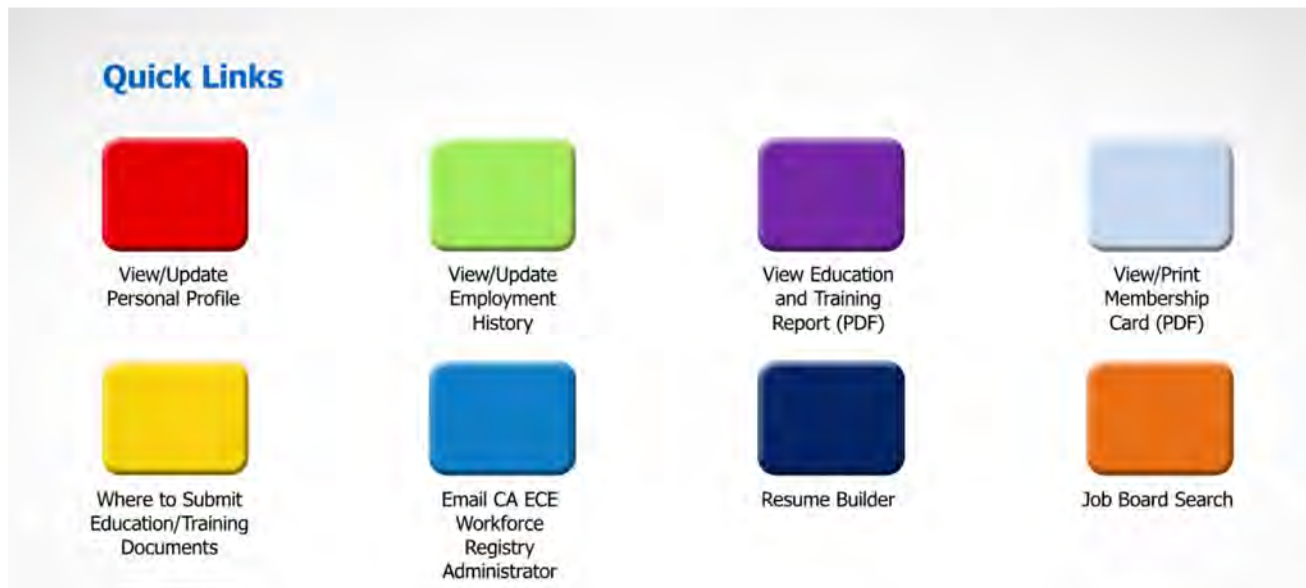 Quick Links
View/Update
Personal Profile
View/Update
Employment
History
View Education
and Training
Report (PDF)
View/Print
Membership
Card (PDF)
Where to Submit
Education/Training
Documents
Email CA ECE
Workforce
Registry
Administrator
Resume Builder
Job Board Search